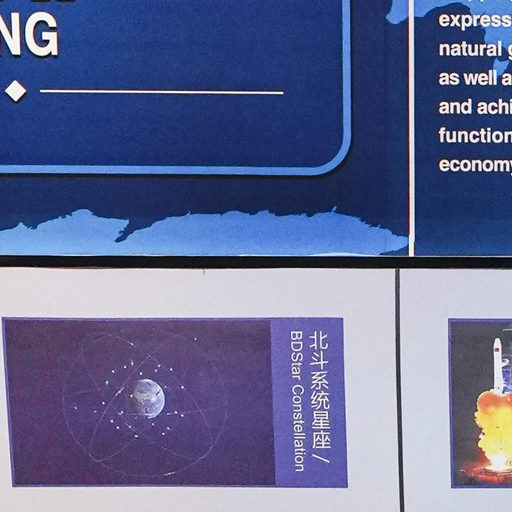 NG
express
natural g
as well a
and achi
function
economy
北斗系统星座/
BDStar Constellation